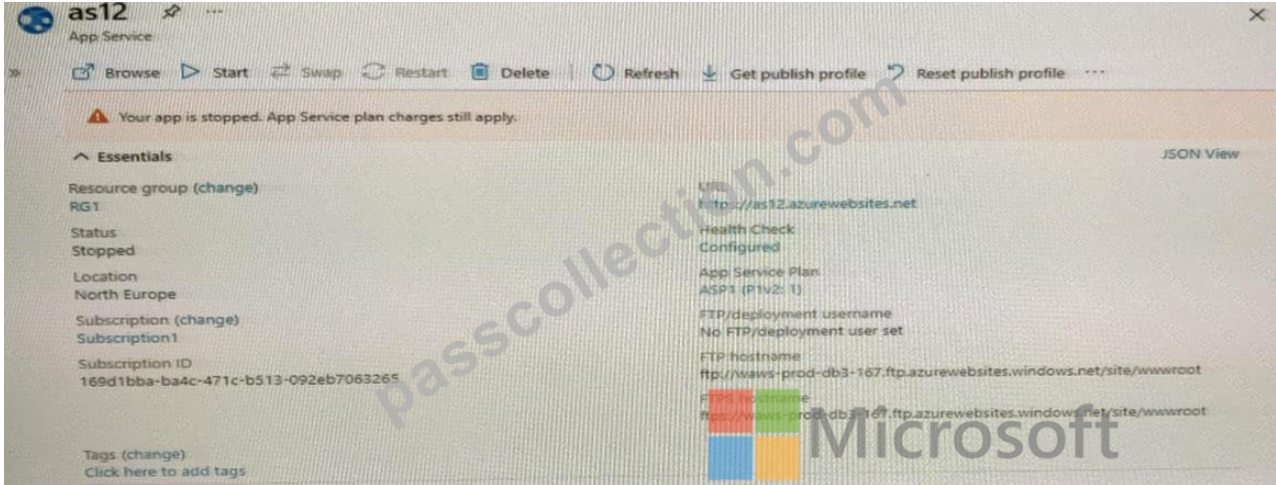 as12
App Service
Browse Start Swap Restart Delete Refresh Get publish profile Reset publish profile
Your app is stopped. App Service plan charges still apply.
Essentials
JSON View
Resource group (change)
RG1
Status
Stopped
Location
North Europe
Subscription (change)
Subscription1
Subscription ID
169d1bba-ba4c-471c-b513-092eb7063265
Tags (change)
Click here to add tags
URL
https://as12.azurewebsites.net
Health Check
Configured
App Service Plan
ASP1 (P1v2: 1)
FTP/deployment username
No FTP/deployment user set
FTP hostname
ftp://waws-prod-db3-167.ftp.azurewebsites.windows.net/site/wwwroot
FTPS hostname
ftps://waws-prod-db3-167.ftp.azurewebsites.windows.net/site/wwwroot
passcollection.com
Microsoft